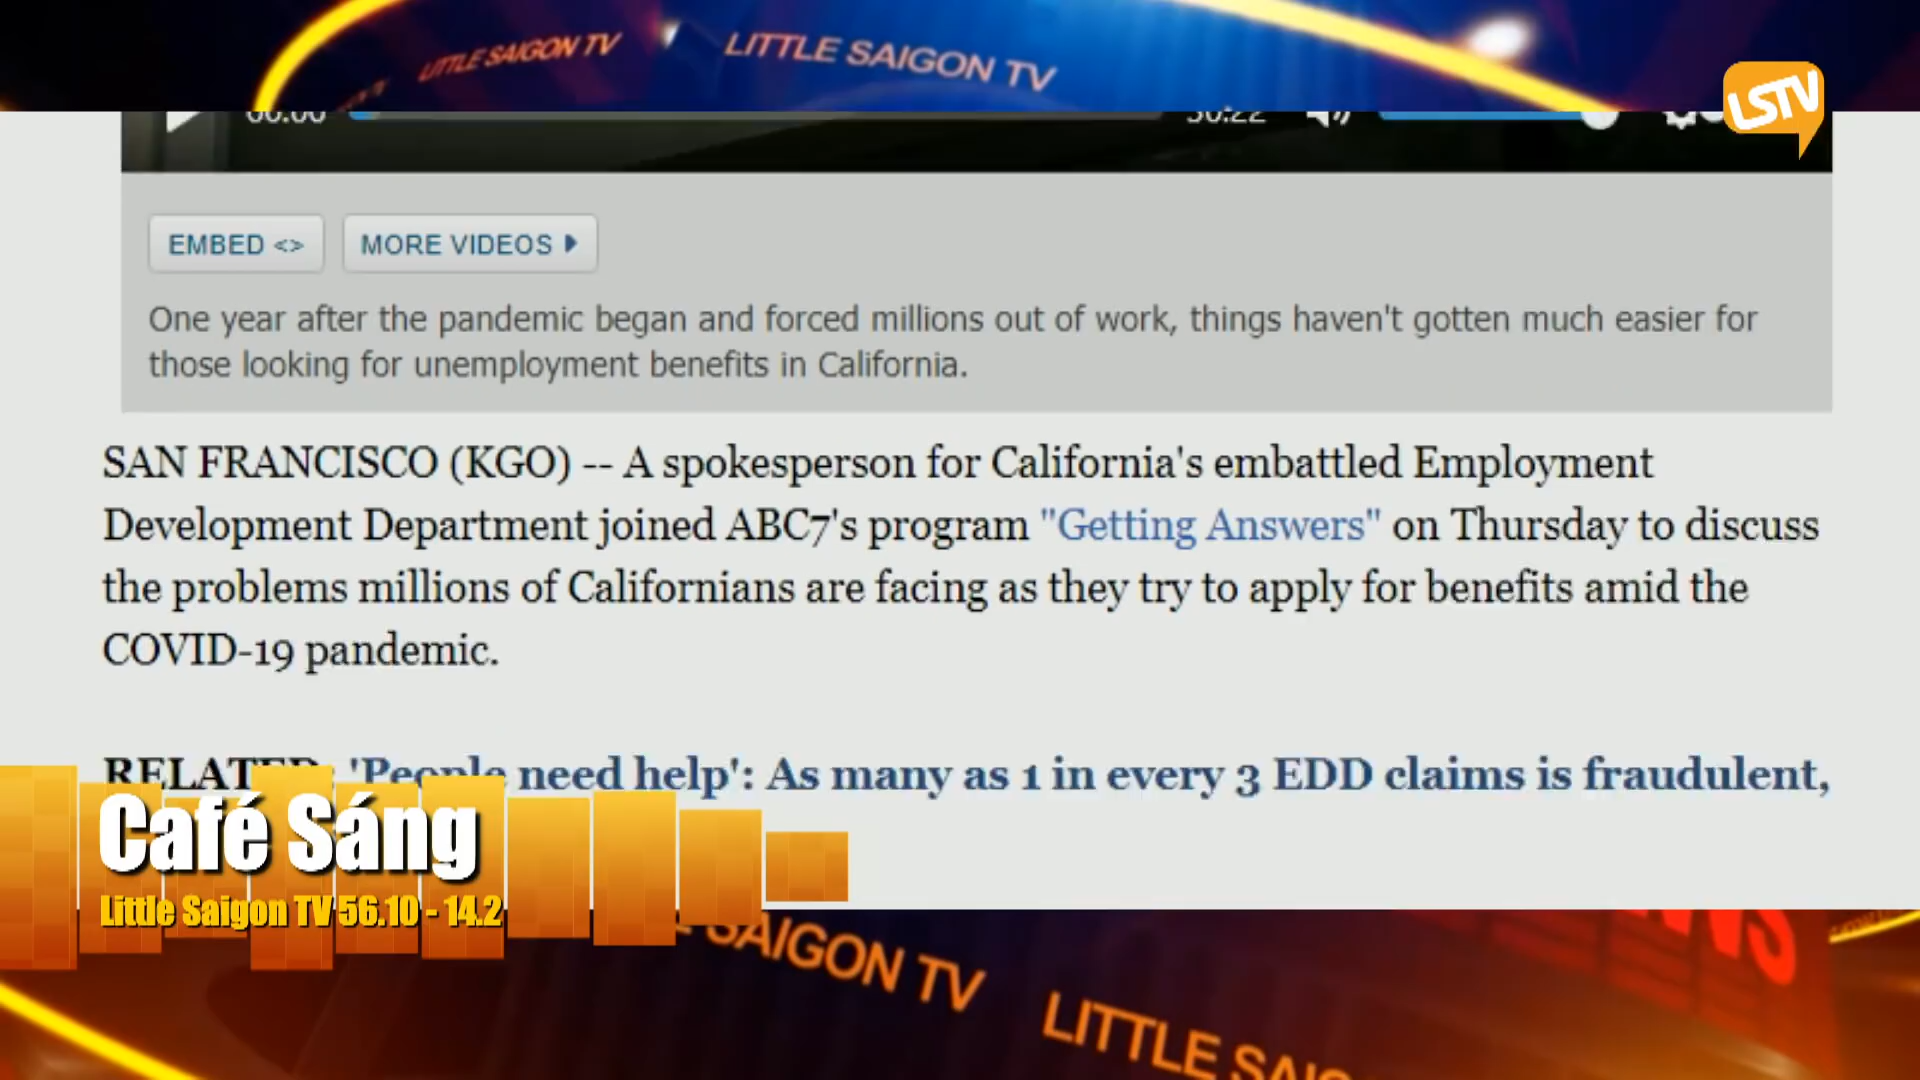 LITTLE SAIGON TV
LITTLE SAIGON TV
LSTV
00:00
30:22
EMBED <>
MORE VIDEOS
One year after the pandemic began and forced millions out of work, things haven't gotten much easier for
those looking for unemployment benefits in California.
SAN FRANCISCO (KGO) -- A spokesperson for California's embattled Employment
Development Department joined ABC7's program "Getting Answers" on Thursday to discuss
the problems millions of Californians are facing as they try to apply for benefits amid the
COVID-19 pandemic.
RELATED: 'People need help': As many as 1 in every 3 EDD claims is fraudulent,
Café Sáng
Little Saigon TV 56.10 - 14.2
SAIGON TV
LITTLE SAI